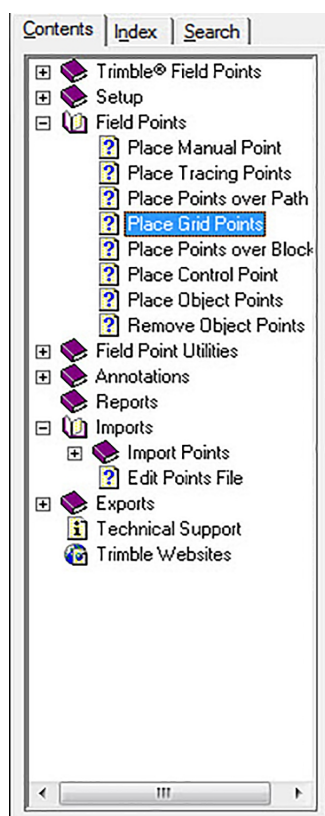 Contents Index Search
Trimble® Field Points
Setup
Field Points
Place Manual Point
Place Tracing Points
Place Points over Path
Place Grid Points
Place Points over Block
Place Control Point
Place Object Points
Remove Object Points
Field Point Utilities
Annotations
Reports
Imports
Import Points
Edit Points File
Exports
Technical Support
Trimble Websites